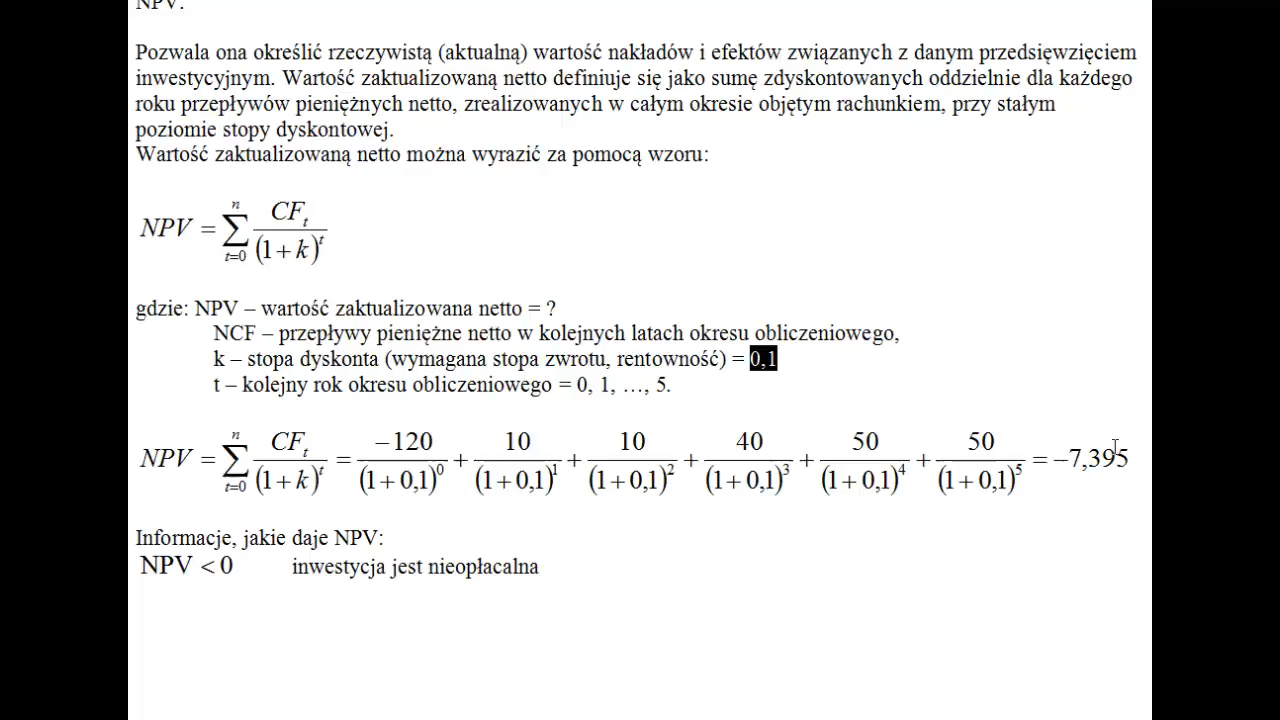 NPV.
Pozwala ona określić rzeczywistą (aktualną) wartość nakładów i efektów związanych z danym przedsięwzięciem
inwestycyjnym. Wartość zaktualizowaną netto definiuje się jako sumę zdyskontowanych oddzielnie dla każdego
roku przepływów pieniężnych netto, zrealizowanych w całym okresie objętym rachunkiem, przy stałym
poziomie stopy dyskontowej.
Wartość zaktualizowaną netto można wyrazić za pomocą wzoru:
NPV = ∑_{t=0}^{n} CF_t / (1 + k)^t
gdzie: NPV – wartość zaktualizowana netto = ?
NCF – przepływy pieniężne netto w kolejnych latach okresu obliczeniowego,
k – stopa dyskonta (wymagana stopa zwrotu, rentowność) = 0,1
t – kolejny rok okresu obliczeniowego = 0, 1, …, 5.
NPV = ∑_{t=0}^{n} CF_t / (1 + k)^t = −120 / (1 + 0,1)^0 + 10 / (1 + 0,1)^1 + 10 / (1 + 0,1)^2 + 40 / (1 + 0,1)^3 + 50 / (1 + 0,1)^4 + 50 / (1 + 0,1)^5 = −7,395
Informacje, jakie daje NPV:
NPV < 0 inwestycja jest nieopłacalna